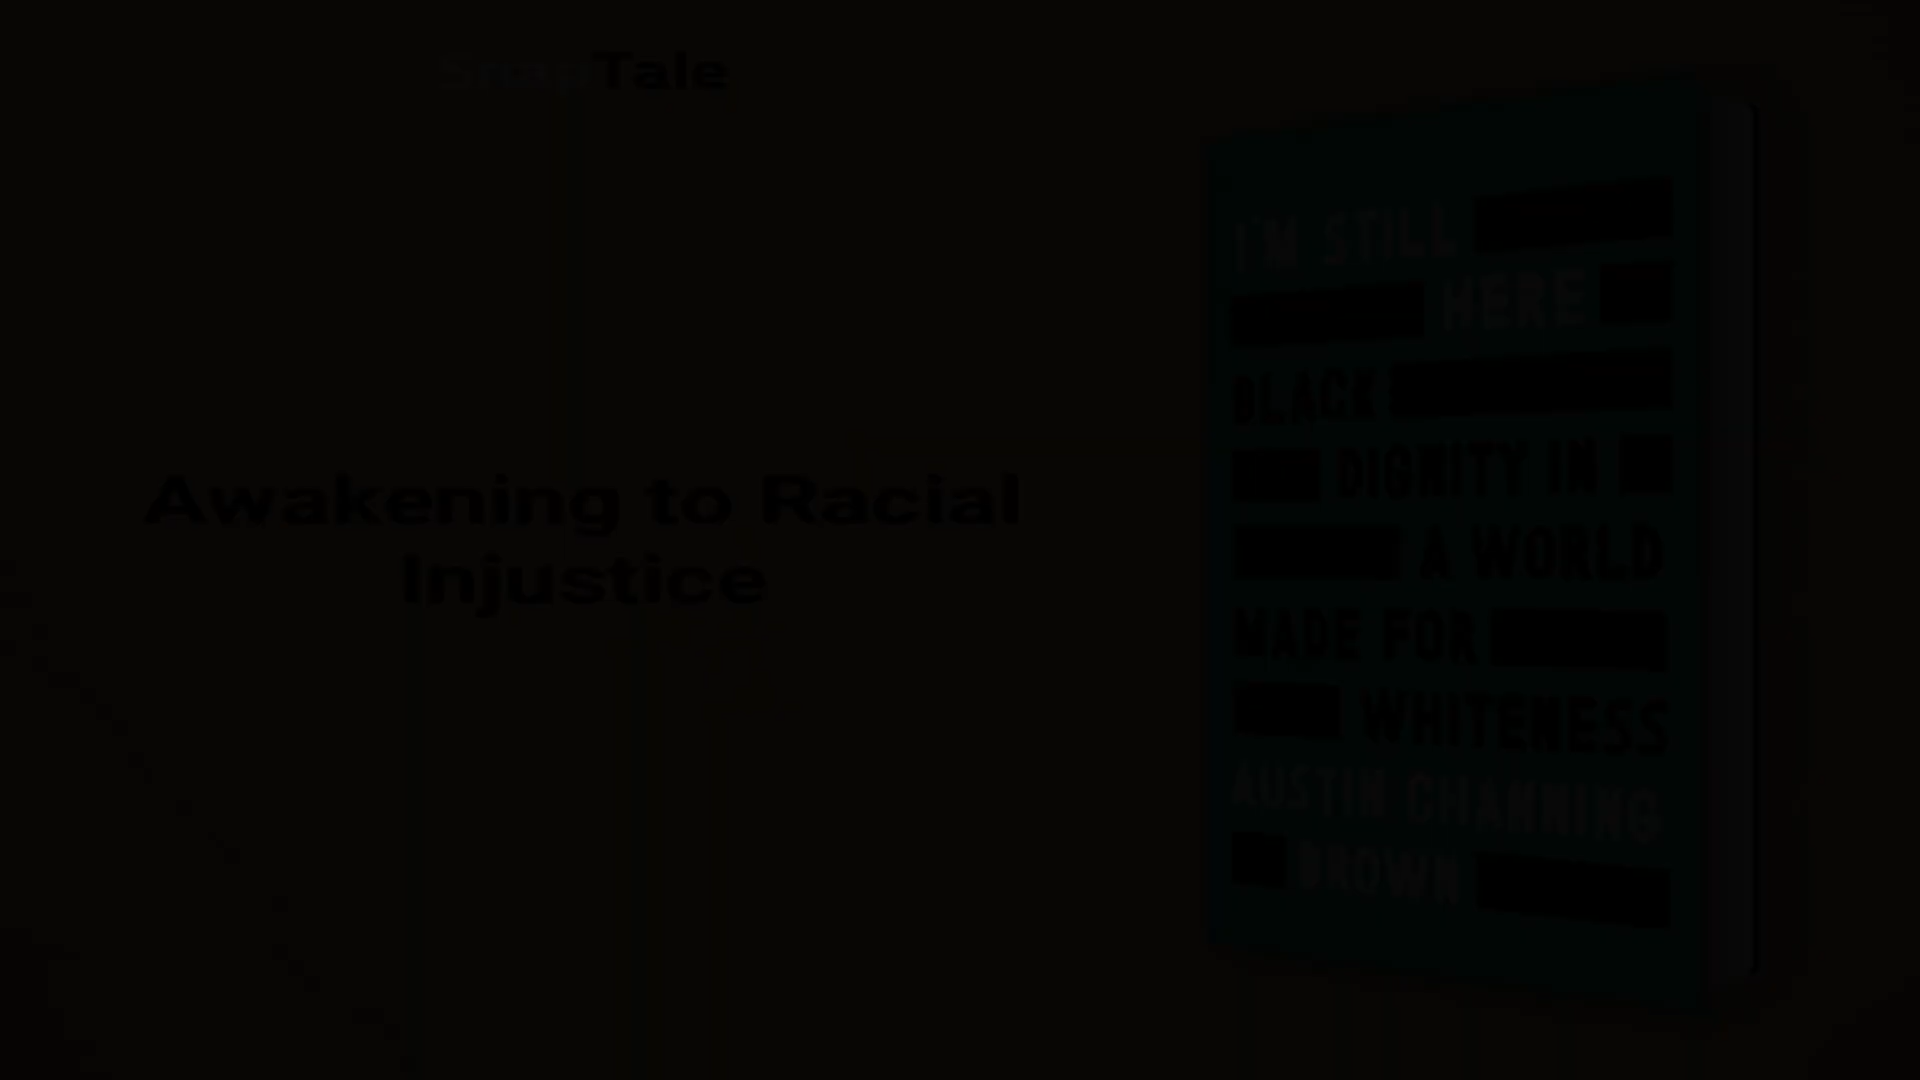 SnapTale
Awakening to Racial
Injustice
I'M STILL
HERE
BLACK
DIGNITY IN
A WORLD
MADE FOR
WHITENESS
AUSTIN CHANNING
BROWN